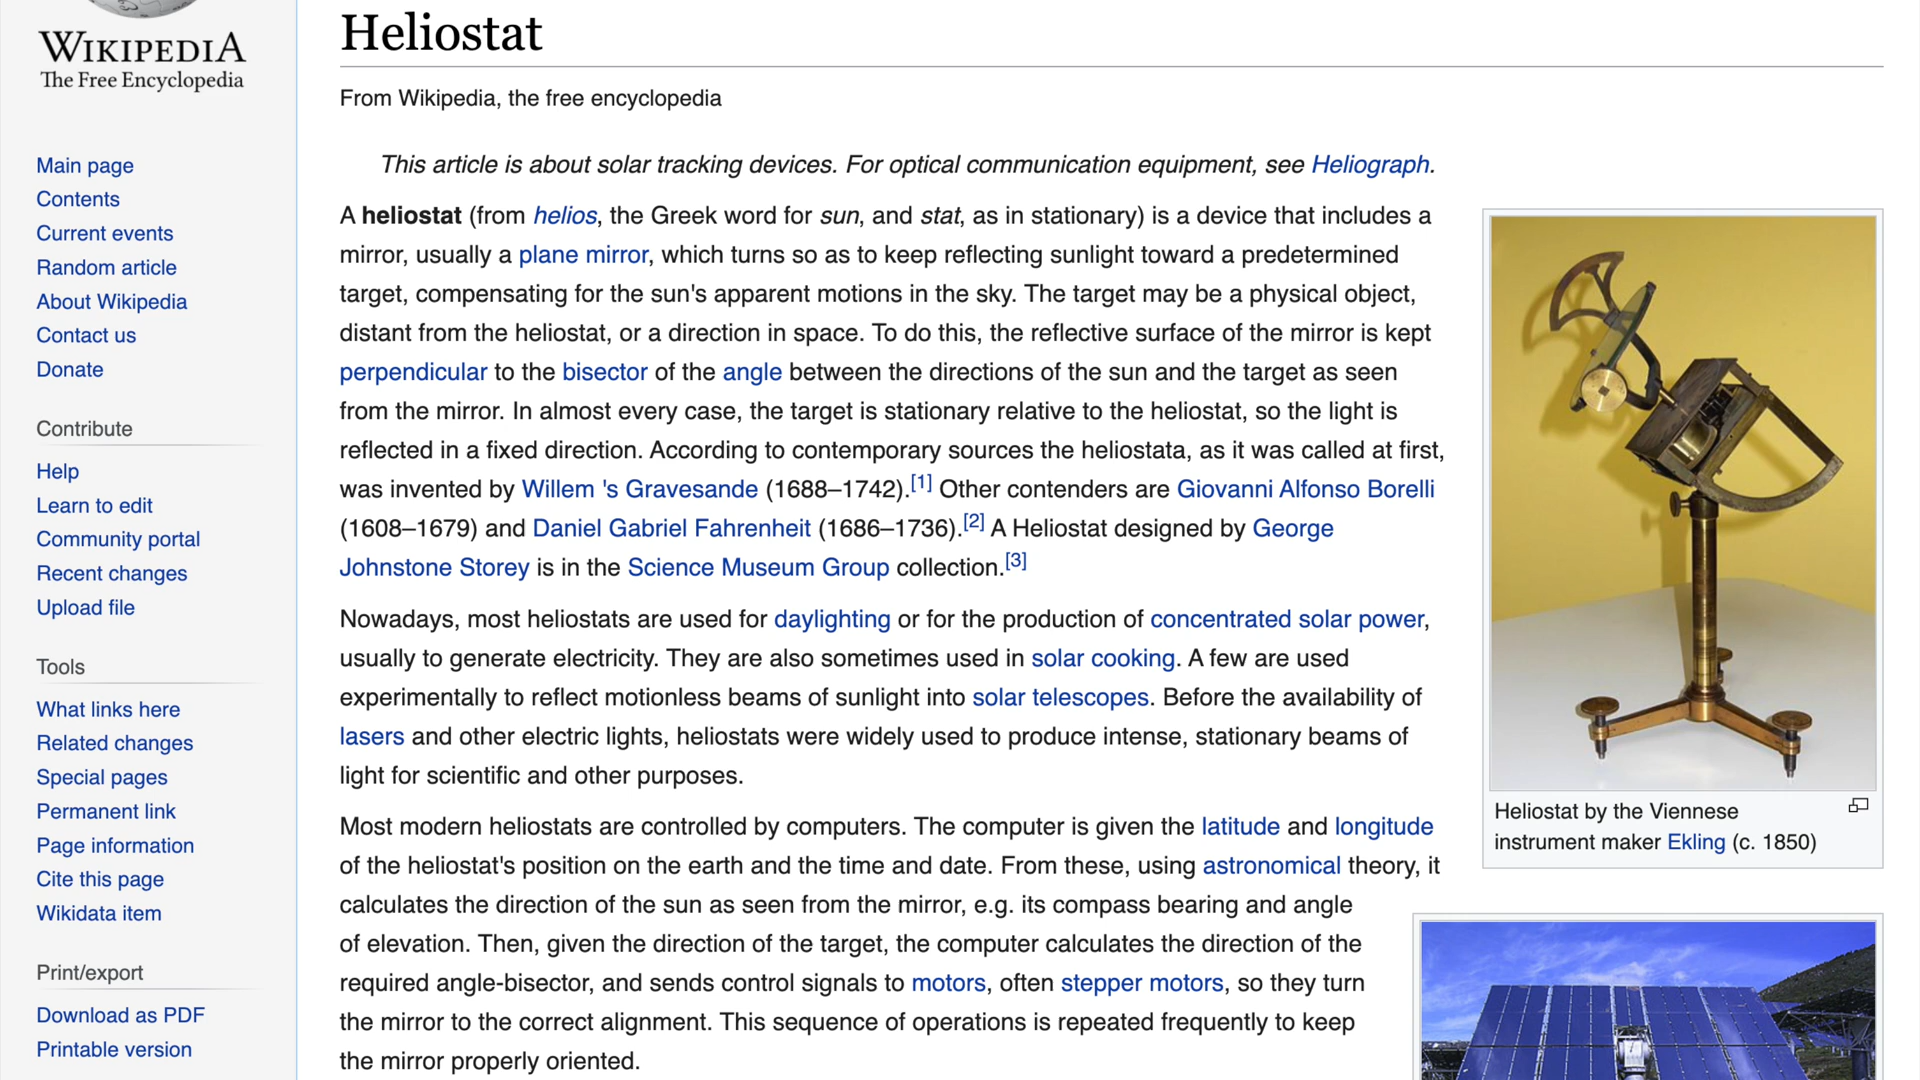 WIKIPEDIA
The Free Encyclopedia
Main page
Contents
Current events
Random article
About Wikipedia
Contact us
Donate
Contribute
Help
Learn to edit
Community portal
Recent changes
Upload file
Tools
What links here
Related changes
Special pages
Permanent link
Page information
Cite this page
Wikidata item
Print/export
Download as PDF
Printable version
Heliostat
From Wikipedia, the free encyclopedia
This article is about solar tracking devices. For optical communication equipment, see Heliograph.
A heliostat (from helios, the Greek word for sun, and stat, as in stationary) is a device that includes a
mirror, usually a plane mirror, which turns so as to keep reflecting sunlight toward a predetermined
target, compensating for the sun's apparent motions in the sky. The target may be a physical object,
distant from the heliostat, or a direction in space. To do this, the reflective surface of the mirror is kept
perpendicular to the bisector of the angle between the directions of the sun and the target as seen
from the mirror. In almost every case, the target is stationary relative to the heliostat, so the light is
reflected in a fixed direction. According to contemporary sources the heliostata, as it was called at first,
was invented by Willem 's Gravesande (1688–1742).[1] Other contenders are Giovanni Alfonso Borelli
(1608–1679) and Daniel Gabriel Fahrenheit (1686–1736).[2] A Heliostat designed by George
Johnstone Storey is in the Science Museum Group collection.[3]
Nowadays, most heliostats are used for daylighting or for the production of concentrated solar power,
usually to generate electricity. They are also sometimes used in solar cooking. A few are used
experimentally to reflect motionless beams of sunlight into solar telescopes. Before the availability of
lasers and other electric lights, heliostats were widely used to produce intense, stationary beams of
light for scientific and other purposes.
Most modern heliostats are controlled by computers. The computer is given the latitude and longitude
of the heliostat's position on the earth and the time and date. From these, using astronomical theory, it
calculates the direction of the sun as seen from the mirror, e.g. its compass bearing and angle
of elevation. Then, given the direction of the target, the computer calculates the direction of the
required angle-bisector, and sends control signals to motors, often stepper motors, so they turn
the mirror to the correct alignment. This sequence of operations is repeated frequently to keep
the mirror properly oriented.
Heliostat by the Viennese
instrument maker Ekling (c. 1850)